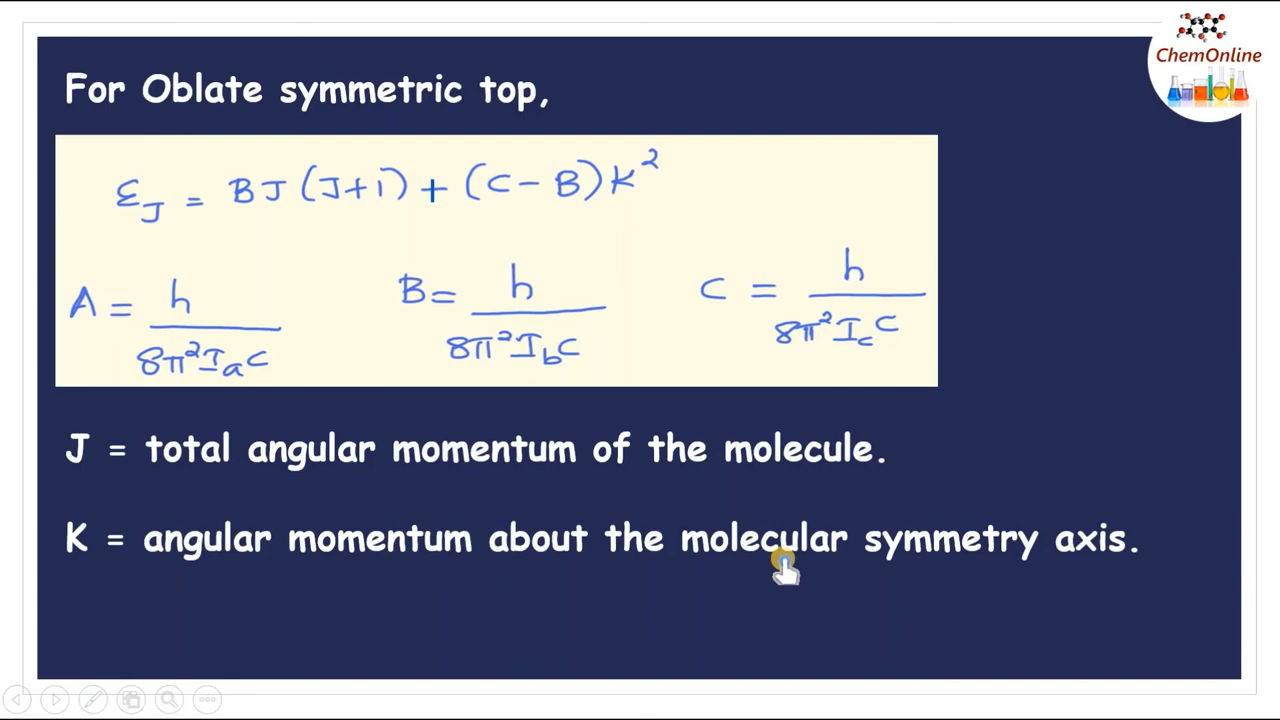 ChemOnline
For Oblate symmetric top,
ε_J = BJ(J+1) + (C-B)K²
A = h / 8π²I_a c    B = h / 8π²I_b c    C = h / 8π²I_c c
J = total angular momentum of the molecule.
K = angular momentum about the molecular symmetry axis.